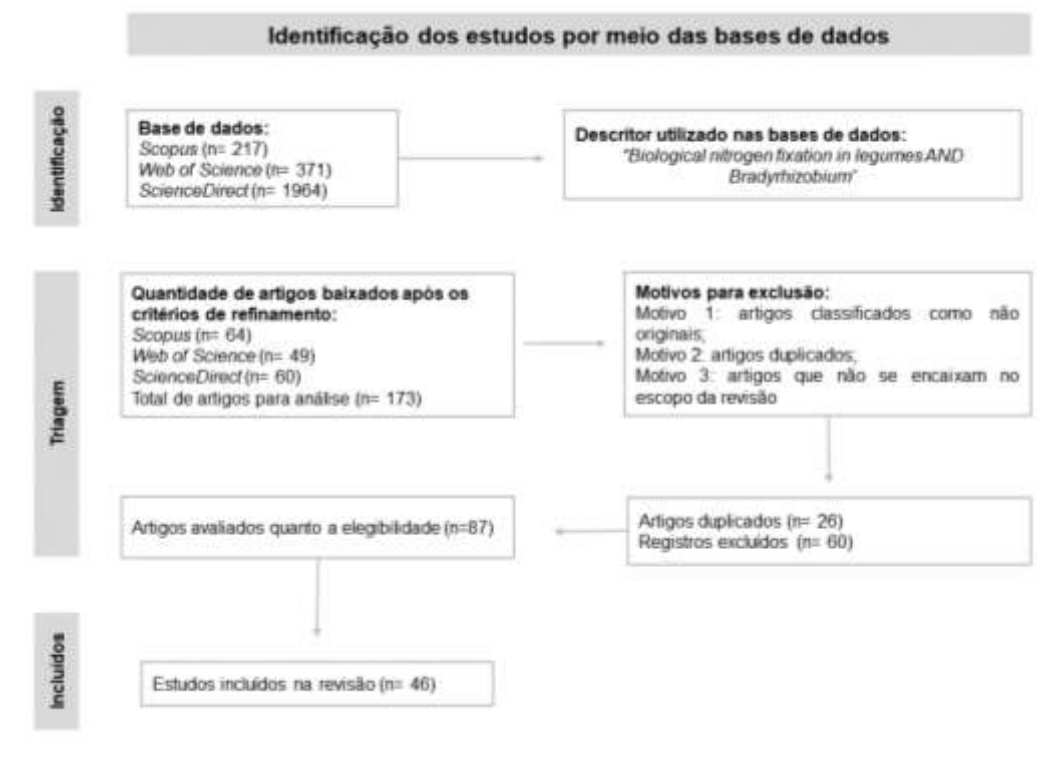 Identificação dos estudos por meio das bases de dados
Identificação
Base de dados:
Scopus (n= 217)
Web of Science (n= 371)
ScienceDirect (n= 1964)
Descritor utilizado nas bases de dados:
"Biological nitrogen fixation in legumes AND
Bradyrhizobium"
Triagem
Quantidade de artigos baixados após os
critérios de refinamento:
Scopus (n= 64)
Web of Science (n= 49)
ScienceDirect (n= 60)
Total de artigos para análise (n= 173)
Motivos para exclusão:
Motivo 1: artigos classificados como não
originais;
Motivo 2: artigos duplicados;
Motivo 3: artigos que não se encaixam no
escopo da revisão
Artigos avaliados quanto a elegibilidade (n=87)
Artigos duplicados (n= 26)
Registros excluídos (n= 60)
Incluídos
Estudos incluídos na revisão (n= 46)